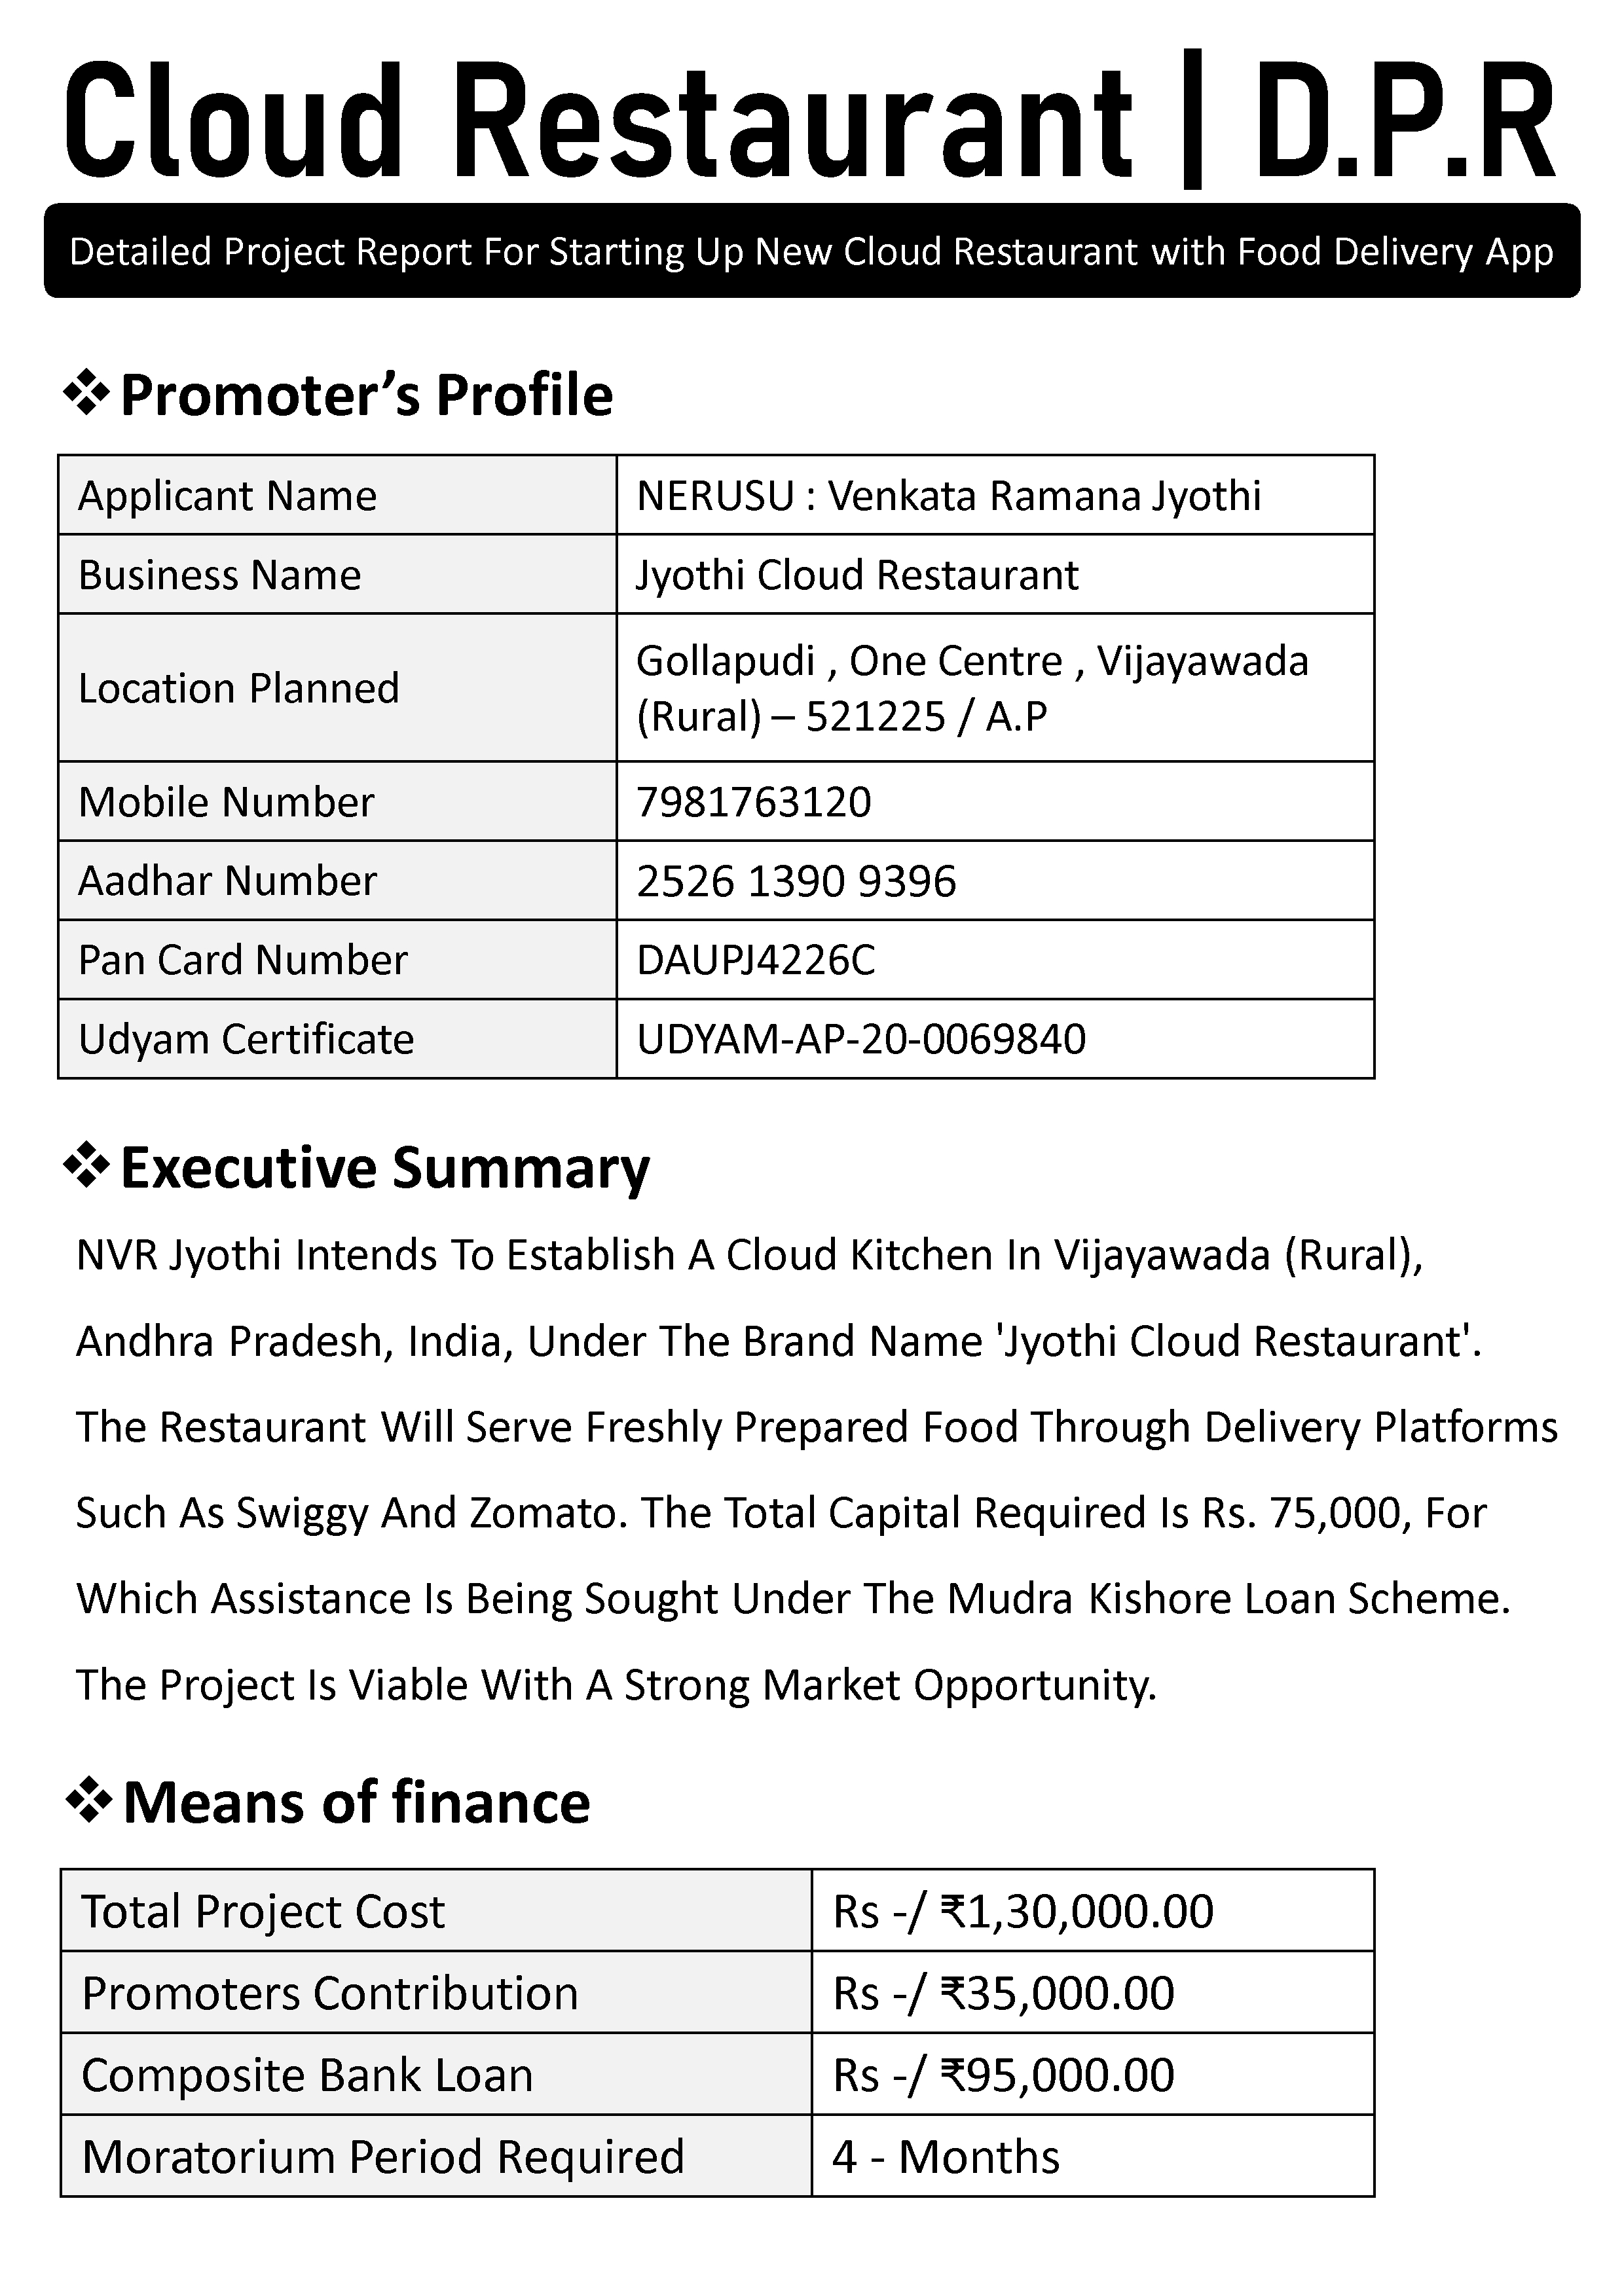 Cloud Restaurant | D.P.R
Detailed Project Report For Starting Up New Cloud Restaurant with Food Delivery App
❖ Promoter’s Profile
Applicant Name NERUSU : Venkata Ramana Jyothi
Business Name Jyothi Cloud Restaurant
Location Planned Gollapudi , One Centre , Vijayawada
(Rural) – 521225 / A.P
Mobile Number 7981763120
Aadhar Number 2526 1390 9396
Pan Card Number DAUPJ4226C
Udyam Certificate UDYAM-AP-20-0069840
❖ Executive Summary
NVR Jyothi Intends To Establish A Cloud Kitchen In Vijayawada (Rural),
Andhra Pradesh, India, Under The Brand Name 'Jyothi Cloud Restaurant'.
The Restaurant Will Serve Freshly Prepared Food Through Delivery Platforms
Such As Swiggy And Zomato. The Total Capital Required Is Rs. 75,000, For
Which Assistance Is Being Sought Under The Mudra Kishore Loan Scheme.
The Project Is Viable With A Strong Market Opportunity.
❖ Means of finance
Total Project Cost Rs -/ ₹1,30,000.00
Promoters Contribution Rs -/ ₹35,000.00
Composite Bank Loan Rs -/ ₹95,000.00
Moratorium Period Required 4 - Months